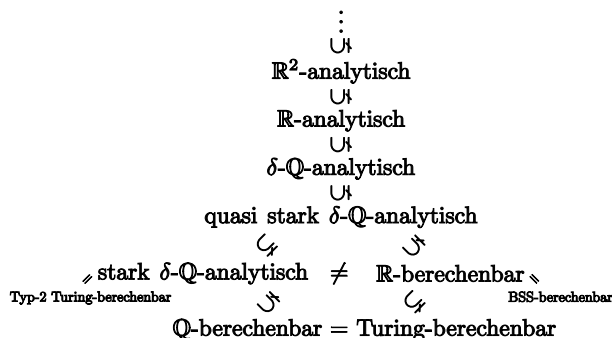 ⋮
∪∤
ℝ²-analytisch
∪∤
ℝ-analytisch
∪∤
δ-ℚ-analytisch
∪∤
quasi stark δ-ℚ-analytisch
∪∤ ∪∤
stark δ-ℚ-analytisch ≠ ℝ-berechenbar
Typ-2 Turing-berechenbar BSS-berechenbar
∪∤ ∪∤
ℚ-berechenbar = Turing-berechenbar